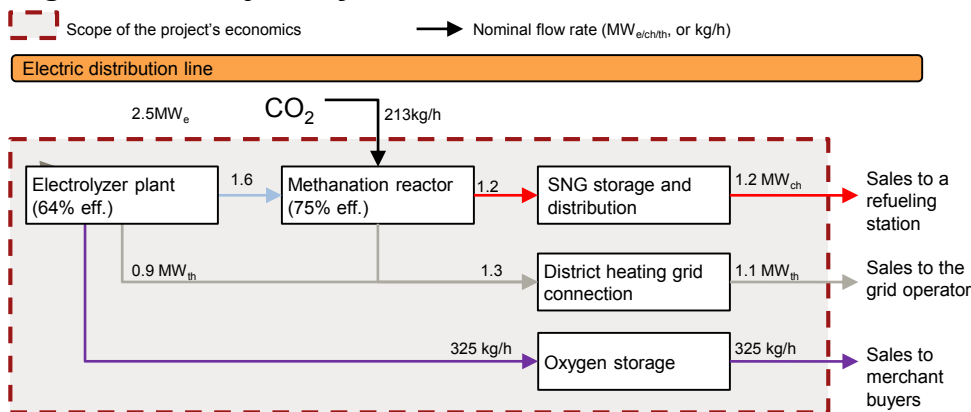 Scope of the project's economics
Nominal flow rate (MWe/ch/th, or kg/h)
Electric distribution line
2.5MWe
CO2
213kg/h
Electrolyzer plant
(64% eff.)
1.6
Methanation reactor
(75% eff.)
1.2
SNG storage and
distribution
1.2 MWch
Sales to a
refueling
station
0.9 MWth
1.3
District heating grid
connection
1.1 MWth
Sales to the
grid operator
325 kg/h
Oxygen storage
325 kg/h
Sales to
merchant
buyers